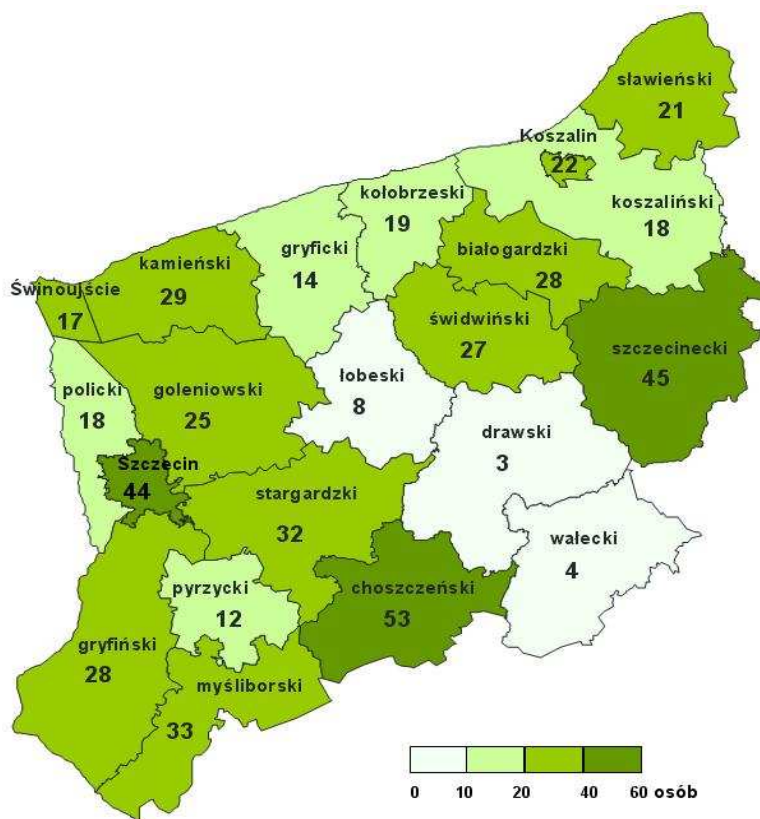 sławieński
21
Koszalin
22
kołobrzeski
19
koszaliński
18
gryficki
14
białogardzki
28
kamieński
29
Świnoujście
17
świdwiński
27
szczecinecki
45
policki
18
goleniowski
25
łobeski
8
drawski
3
Szczecin
44
stargardzki
32
wałecki
4
pyrzycki
12
choszczeński
53
gryfiński
28
myśliborski
33
0 10 20 40 60 osób